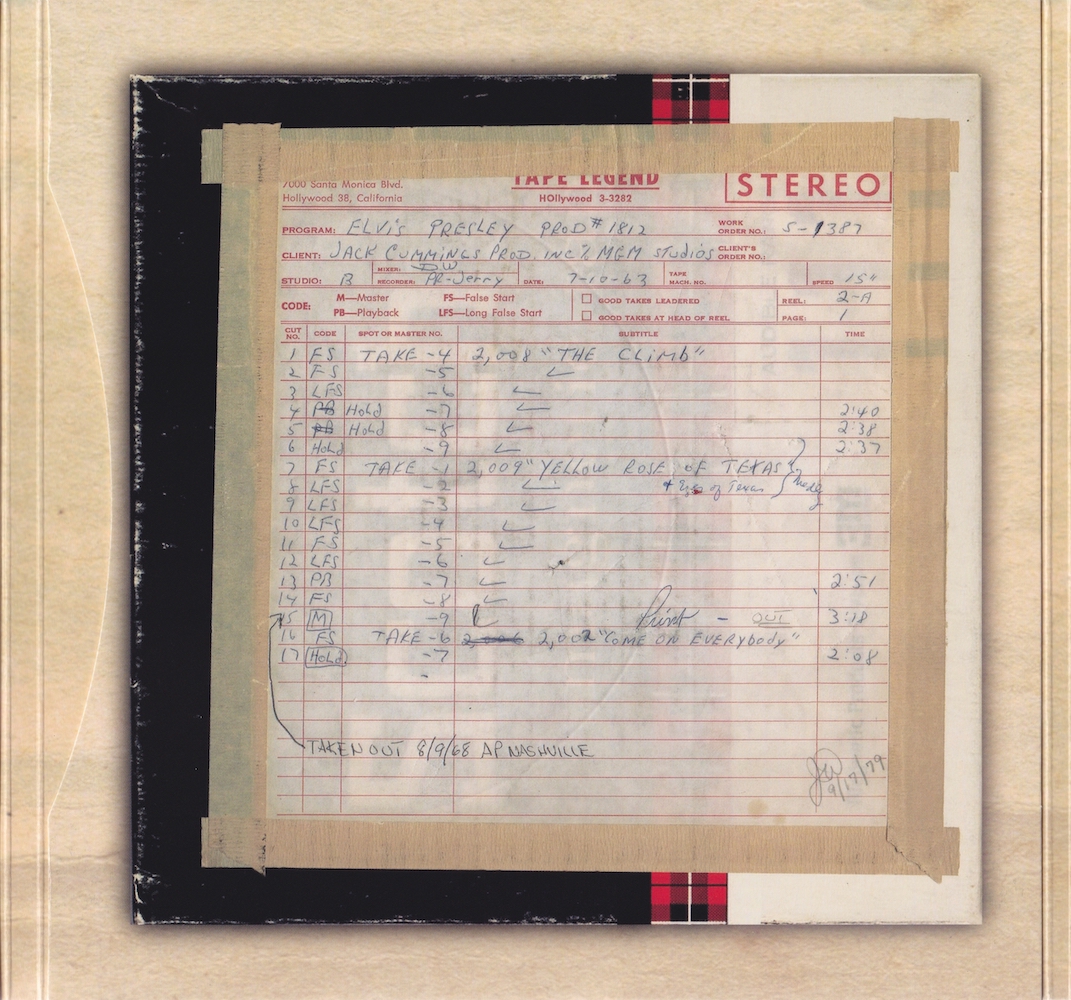 TAPE LEGEND
STEREO
7000 Santa Monica Blvd.
Hollywood 38, California
HOllywood 3-3282
PROGRAM: ELVIS PRESLEY PROD# 1812 WORK ORDER NO.: S-1387
CLIENT: JACK CUMMINGS PROD. INC % MGM STUDIOS CLIENT'S ORDER NO.:
STUDIO: B MIXER: DW RECORDER: Jerry DATE: 7-10-63 TAPE MACH. NO. SPEED 15"
CODE: M—Master FS—False Start GOOD TAKES LEADERED REEL: 2-A
PB—Playback LFS—Long False Start GOOD TAKES AT HEAD OF REEL PAGE: 1
CUT NO. CODE SPOT OR MASTER NO. SUBTITLE TIME
1 FS TAKE -4 2,008 "THE CLIMB"
2 FS -5 ✓
3 LFS -6 ✓
4 PB Hold -7 ✓ 2:40
5 PB Hold -8 ✓ 2:38
6 Hold -9 ✓ 2:37
7 FS TAKE -1 2,009 "YELLOW ROSE OF TEXAS
8 LFS -2 ✓ + Eyes of Texas Medley
9 LFS -3 ✓
10 LFS -4 ✓
11 FS -5 ✓
12 LFS -6 ✓
13 PB -7 ✓ 2:51
14 FS -8 ✓
15 M -9 ✓ Print - OUT 3:18
16 FS TAKE -6 2,002 "COME ON EVERYBODY"
17 Hold -7 2:08
-
TAKEN OUT 8/9/68 AP NASHVILLE
9/17/79